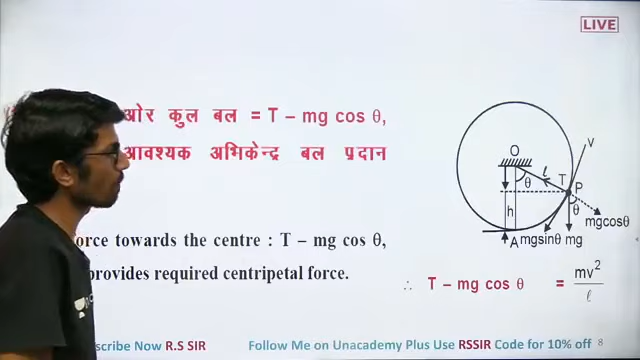 LIVE
ओर कुल बल = T – mg cos θ,
आवश्यक अभिकेन्द्र बल प्रदान
towards the centre : T – mg cos θ,
provides required centripetal force.
O
v
ℓ
T
P
θ
θ
h
mgcosθ
A
mgsinθ
mg
∴ T – mg cos θ = mv²/ℓ
Now R.S SIR
Follow Me on Unacademy Plus Use RSSIR Code for 10% off
8